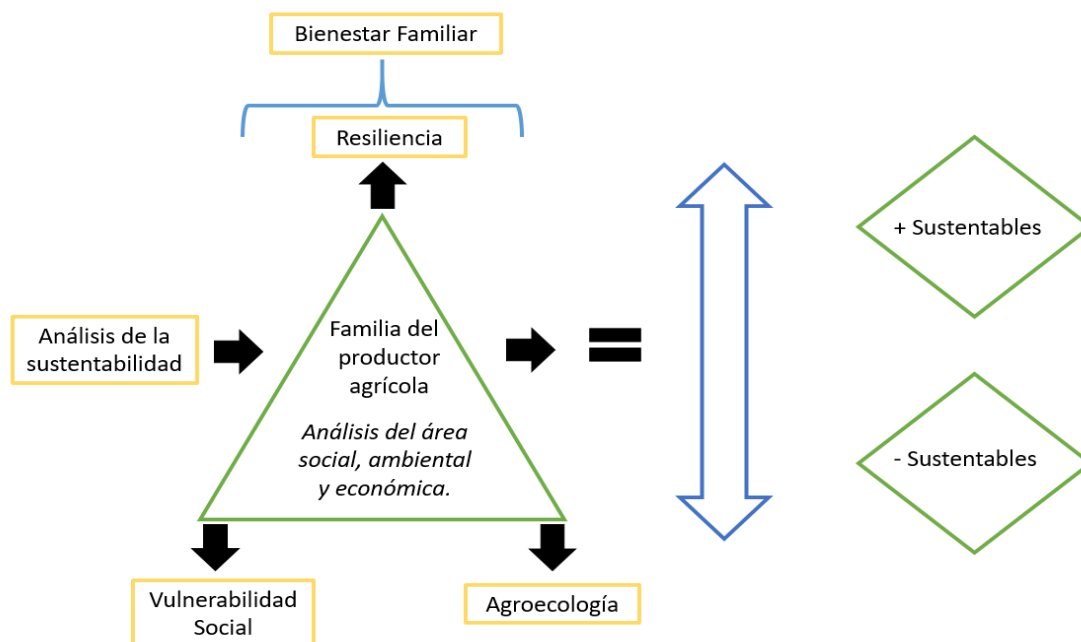 Bienestar Familiar
Resiliencia
Análisis de la
sustentabilidad
Familia del
productor
agrícola
Análisis del área
social, ambiental
y económica.
=
+ Sustentables
- Sustentables
Vulnerabilidad
Social
Agroecología